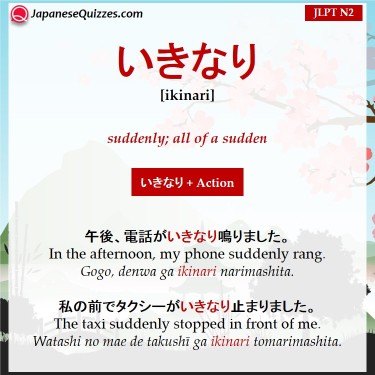 JapaneseQuizzes.com
JLPT N2
いきなり
[ikinari]
suddenly; all of a sudden
いきなり + Action
午後、電話がいきなり鳴りました。
In the afternoon, my phone suddenly rang.
Gogo, denwa ga ikinari narimashita.
私の前でタクシーがいきなり止まりました。
The taxi suddenly stopped in front of me.
Watashi no mae de takushī ga ikinari tomarimashita.